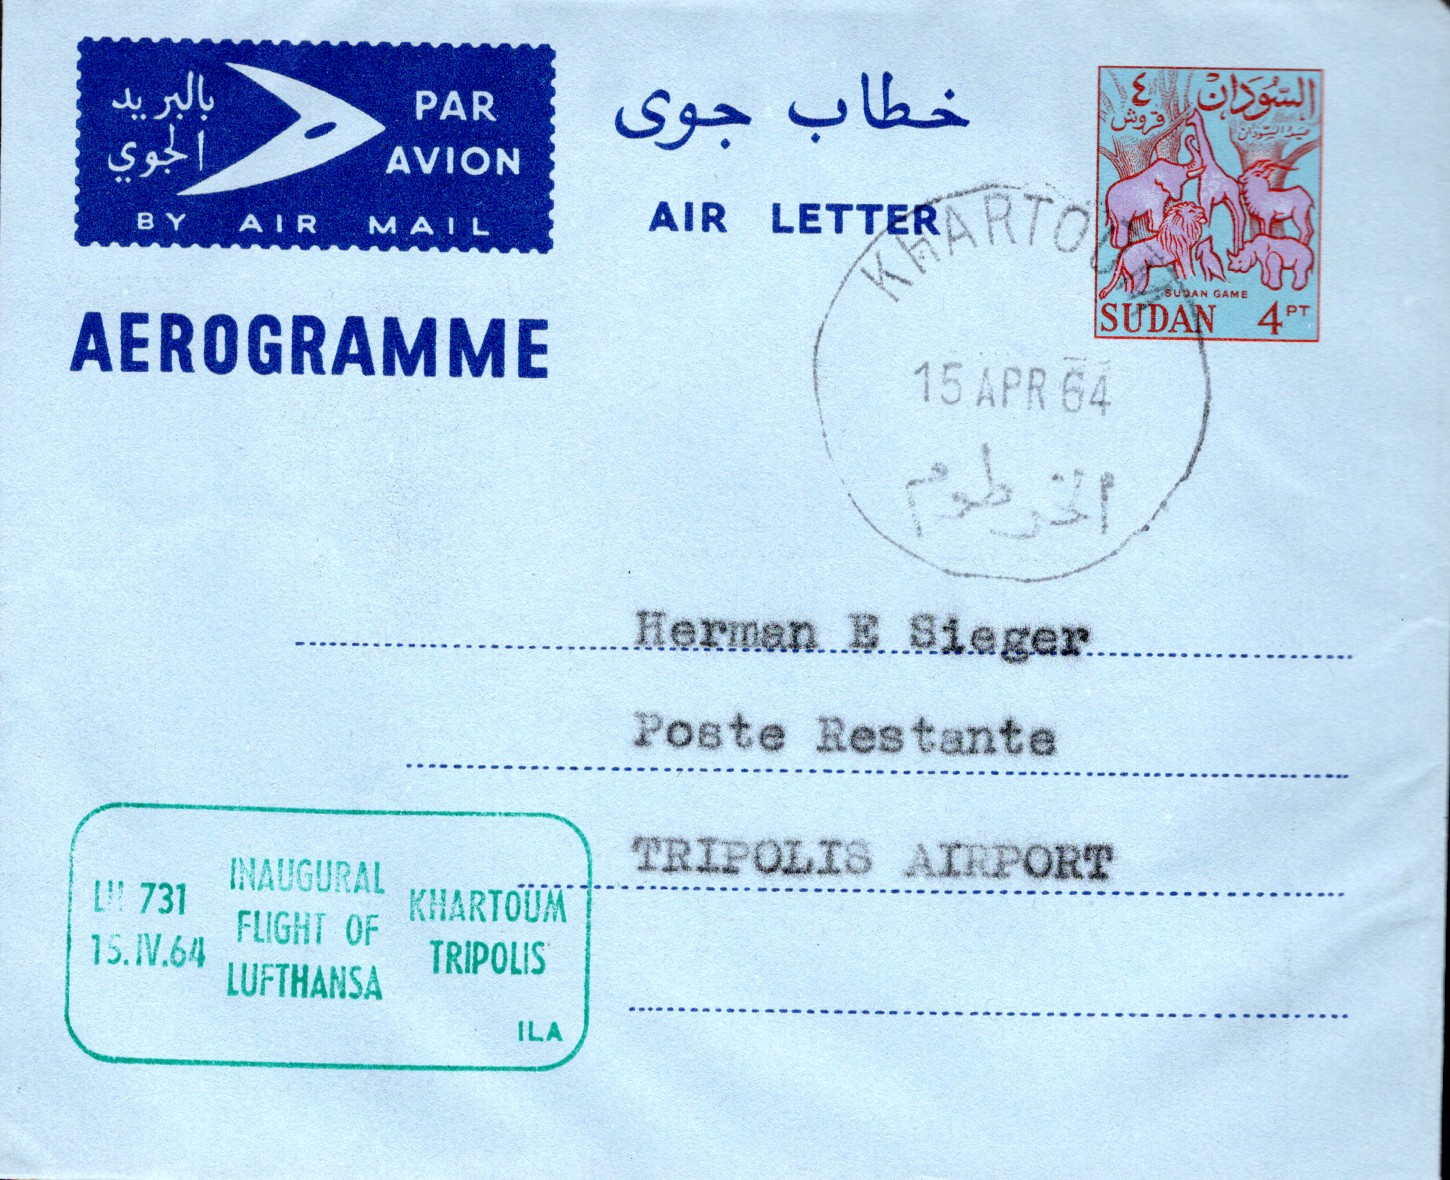 بالبريد
الجوي
PAR
AVION
BY AIR MAIL
AEROGRAMME
خطاب جوى
AIR LETTER
السودان
٤
قروش
صيد السودان
SUDAN GAME
SUDAN 4 PT
KHARTOUM
15 APR 64
الخرطوم
Herman E Sieger
Poste Restante
TRIPOLIS AIRPORT
LH 731
15.IV.64
INAUGURAL
FLIGHT OF
LUFTHANSA
KHARTOUM
TRIPOLIS
ILA